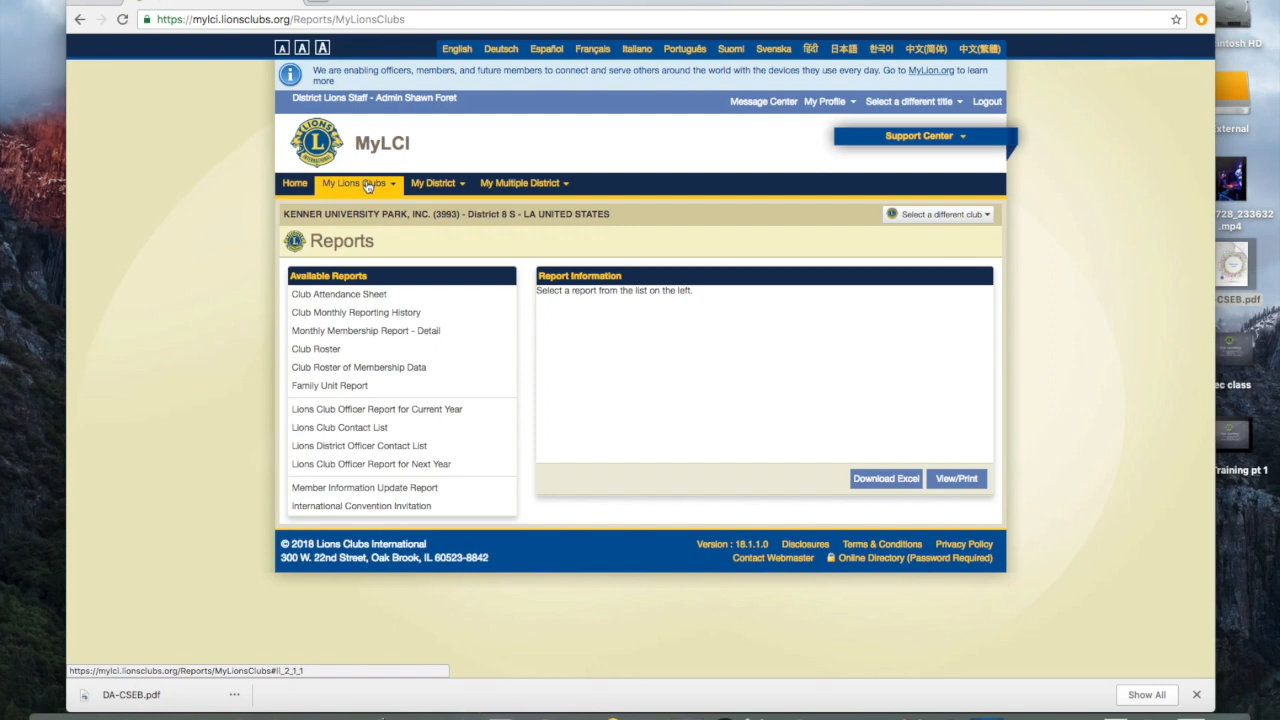 https://mylci.lionsclubs.org/Reports/MyLionsClubs
A A A
English Deutsch Español Français Italiano Português Suomi Svenska हिंदी 日本語 한국어 中文(简体) 中文(繁體)
We are enabling officers, members, and future members to connect and serve others around the world with the devices they use every day. Go to MyLion.org to learn
more
District Lions Staff - Admin Shawn Foret
Message Center My Profile Select a different title Logout
MyLCI
Support Center
Home My Lions Clubs My District My Multiple District
KENNER UNIVERSITY PARK, INC. (3993) - District 8 S - LA UNITED STATES
Select a different club
Reports
Available Reports
Club Attendance Sheet
Club Monthly Reporting History
Monthly Membership Report - Detail
Club Roster
Club Roster of Membership Data
Family Unit Report
Lions Club Officer Report for Current Year
Lions Club Contact List
Lions District Officer Contact List
Lions Club Officer Report for Next Year
Member Information Update Report
International Convention Invitation
Report Information
Select a report from the list on the left.
Download Excel View/Print
© 2018 Lions Clubs International
300 W. 22nd Street, Oak Brook, IL 60523-8842
Version : 18.1.1.0 Disclosures Terms & Conditions Privacy Policy
Contact Webmaster Online Directory (Password Required)
https://mylci.lionsclubs.org/Reports/MyLionsClubs#li_2_1_1
DA-CSEB.pdf
Show All
intosh HD
xternal
728_233632
.mp4
-CSEB.pdf
ec class
raining pt 1